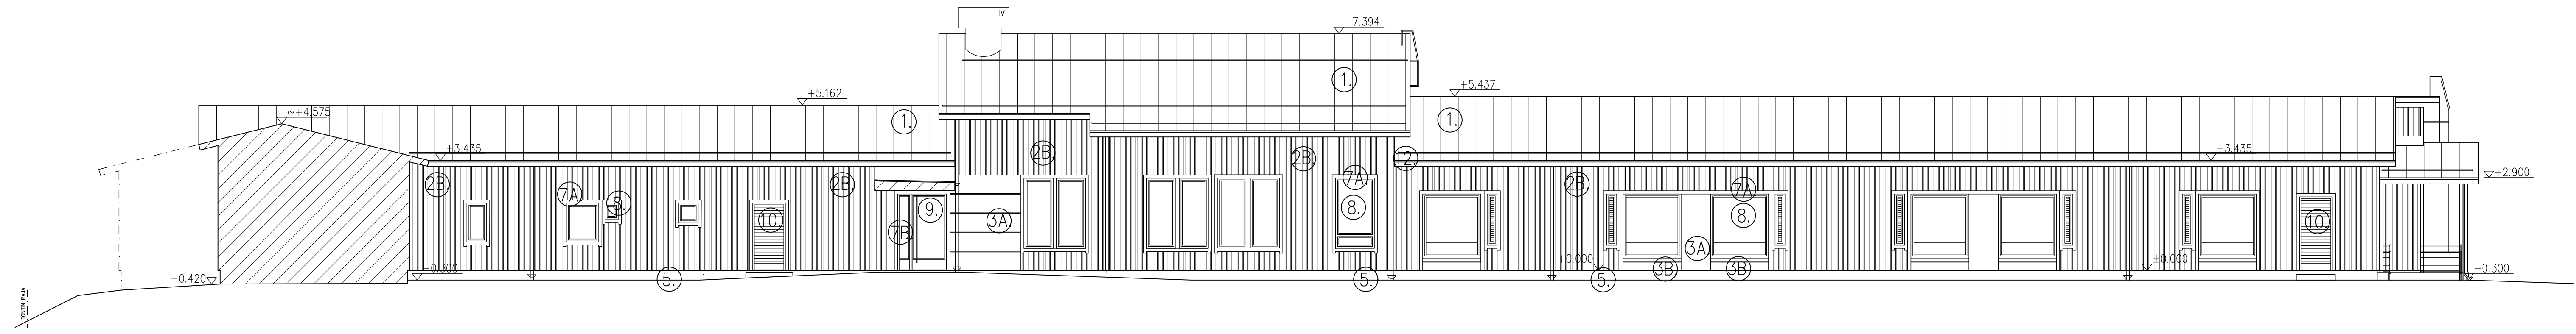 IV
+7.394
1.
+5.437
+5.162
~+4.575
1.
1.
+3.435
2B.
2B.
12.
+3.435
2B.
7A.
8.
2B.
7A.
2B.
7A.
+2.900
9.
3A
8.
8.
10.
10.
7B.
3A
-0.420
-0.300
+0.000
3B
3B
+0.000
-0.300
5.
5.
5.
TONTIN RAJA